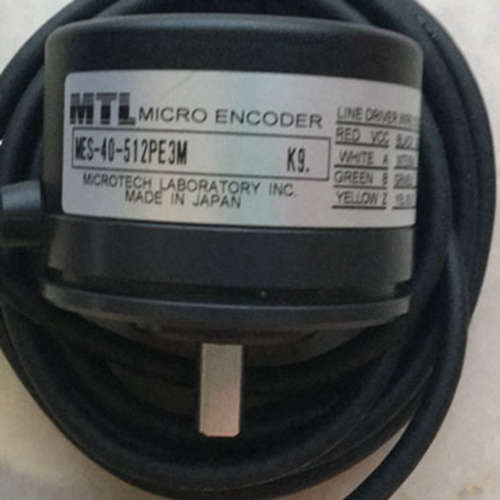 MTL MICRO ENCODER
MES-40-512PE3M K9.
MICROTECH LABORATORY INC.
MADE IN JAPAN
LINE DRIVER
RED VCC
WHITE A
GREEN B
YELLOW Z